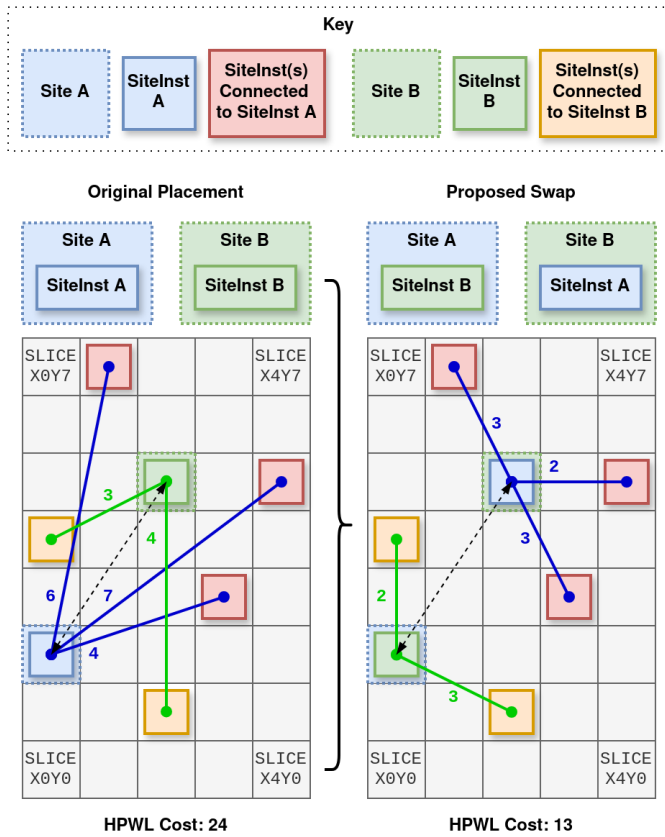 Key
Site A
SiteInst
A
SiteInst(s)
Connected
to SiteInst A
Site B
SiteInst
B
SiteInst(s)
Connected
to SiteInst B
Original Placement
Site A
SiteInst A
Site B
SiteInst B
SLICE
X0Y7
SLICE
X4Y7
3
4
6
7
4
SLICE
X0Y0
SLICE
X4Y0
HPWL Cost: 24
Proposed Swap
Site A
SiteInst B
Site B
SiteInst A
SLICE
X0Y7
SLICE
X4Y7
3
2
3
2
3
SLICE
X0Y0
SLICE
X4Y0
HPWL Cost: 13